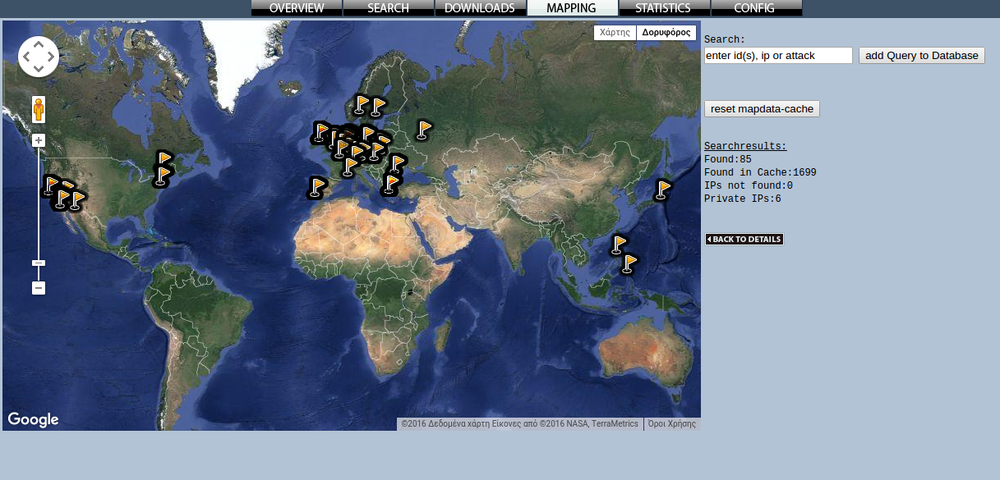 OVERVIEW SEARCH DOWNLOADS MAPPING STATISTICS CONFIG
Χάρτης Δορυφόρος
Search:
enter id(s), ip or attack add Query to Database
reset mapdata-cache
Searchresults:
Found:85
Found in Cache:1699
IPs not found:0
Private IPs:6
BACK TO DETAILS
Google
©2016 Δεδομένα χάρτη Εικόνες από ©2016 NASA, TerraMetrics Όροι Χρήσης